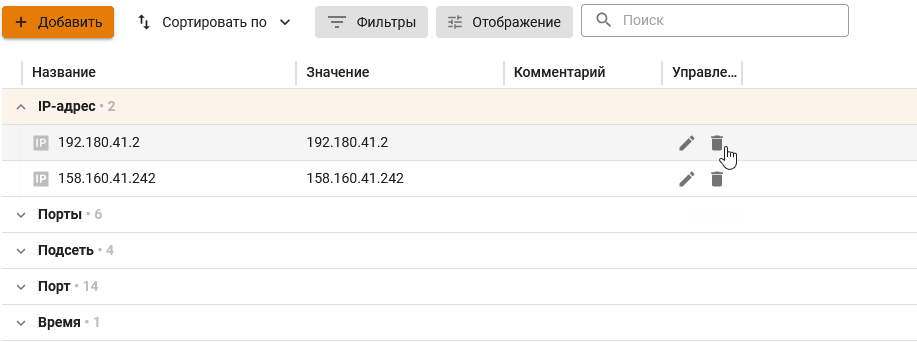 + Добавить Сортировать по Фильтры Отображение Поиск
Название Значение Комментарий Управле...
IP-адрес • 2
IP 192.180.41.2 192.180.41.2
IP 158.160.41.242 158.160.41.242
Порты • 6
Подсеть • 4
Порт • 14
Время • 1